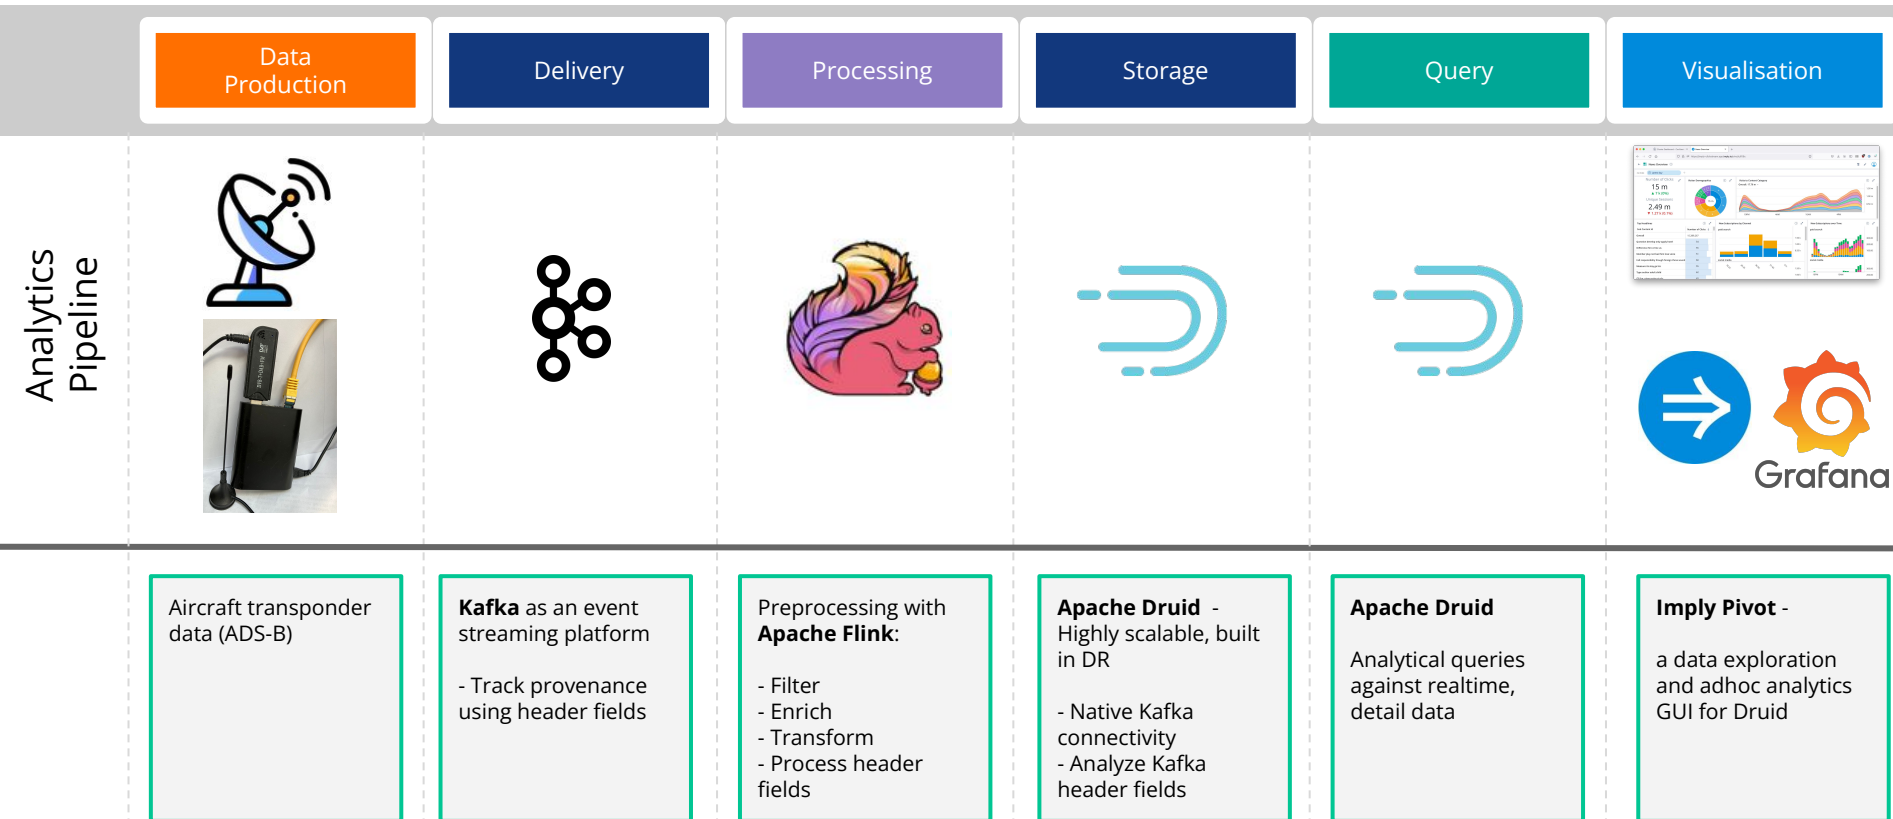 Data
Production
Delivery
Processing
Storage
Query
Visualisation
Analytics
Pipeline
15 m
2.49 m
Grafana
Aircraft transponder
data (ADS-B)
Kafka as an event
streaming platform
- Track provenance
using header fields
Preprocessing with
Apache Flink:
- Filter
- Enrich
- Transform
- Process header
fields
Apache Druid -
Highly scalable, built
in DR
- Native Kafka
connectivity
- Analyze Kafka
header fields
Apache Druid
Analytical queries
against realtime,
detail data
Imply Pivot -
a data exploration
and adhoc analytics
GUI for Druid